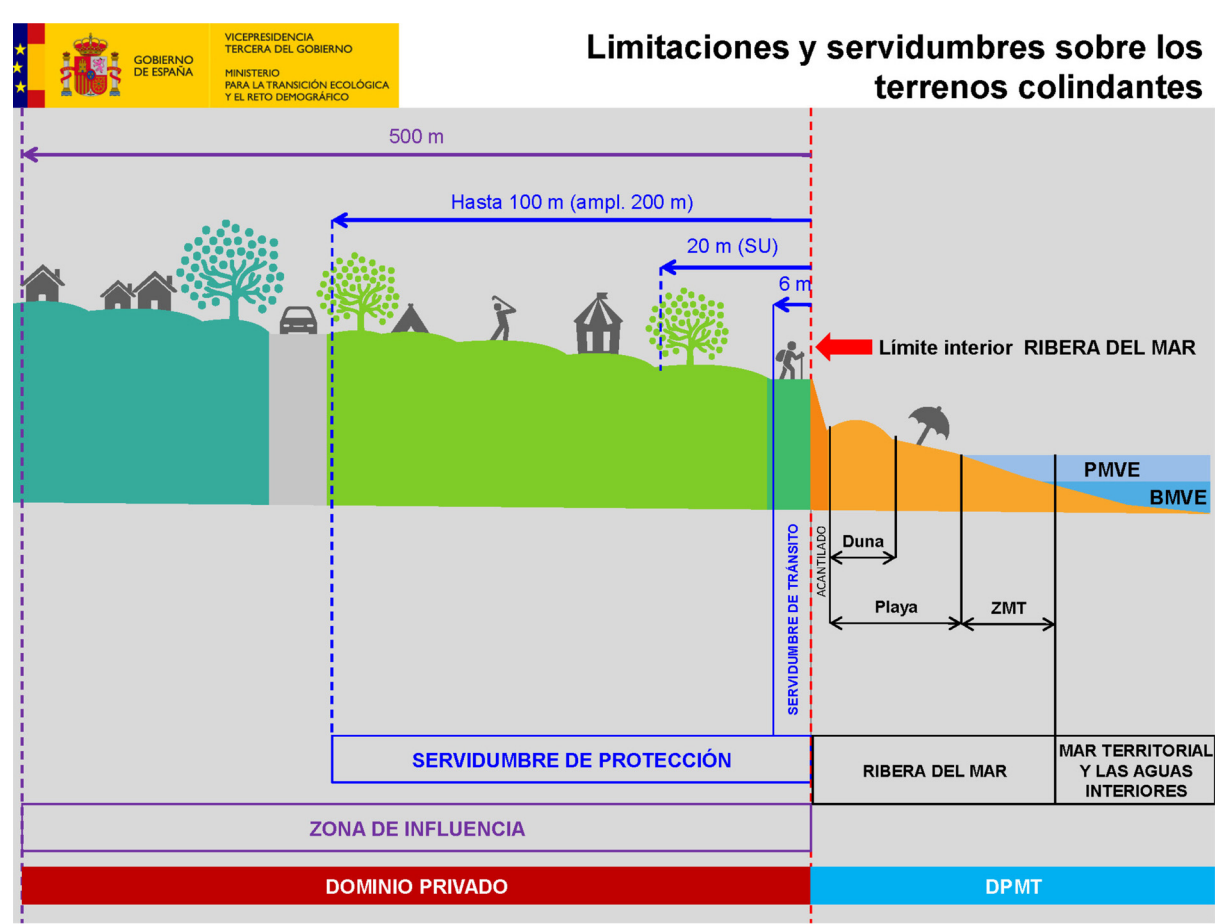 GOBIERNO
DE ESPAÑA
VICEPRESIDENCIA
TERCERA DEL GOBIERNO
MINISTERIO
PARA LA TRANSICIÓN ECOLÓGICA
Y EL RETO DEMOGRÁFICO
Limitaciones y servidumbres sobre los
terrenos colindantes
500 m
Hasta 100 m (ampl. 200 m)
20 m (SU)
6 m
Límite interior RIBERA DEL MAR
PMVE
BMVE
SERVIDUMBRE DE TRÁNSITO
ACANTILADO
Duna
Playa
ZMT
SERVIDUMBRE DE PROTECCIÓN
RIBERA DEL MAR
MAR TERRITORIAL
Y LAS AGUAS
INTERIORES
ZONA DE INFLUENCIA
DOMINIO PRIVADO
DPMT